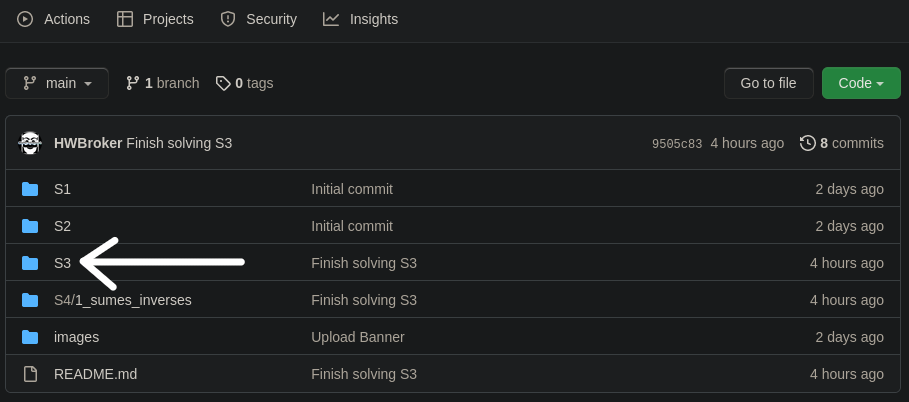 Actions Projects Security Insights
main 1 branch 0 tags Go to file Code
HWBroker Finish solving S3 9505c83 4 hours ago 8 commits
S1 Initial commit 2 days ago
S2 Initial commit 2 days ago
S3 Finish solving S3 4 hours ago
S4/1_sumes_inverses Finish solving S3 4 hours ago
images Upload Banner 2 days ago
README.md Finish solving S3 4 hours ago